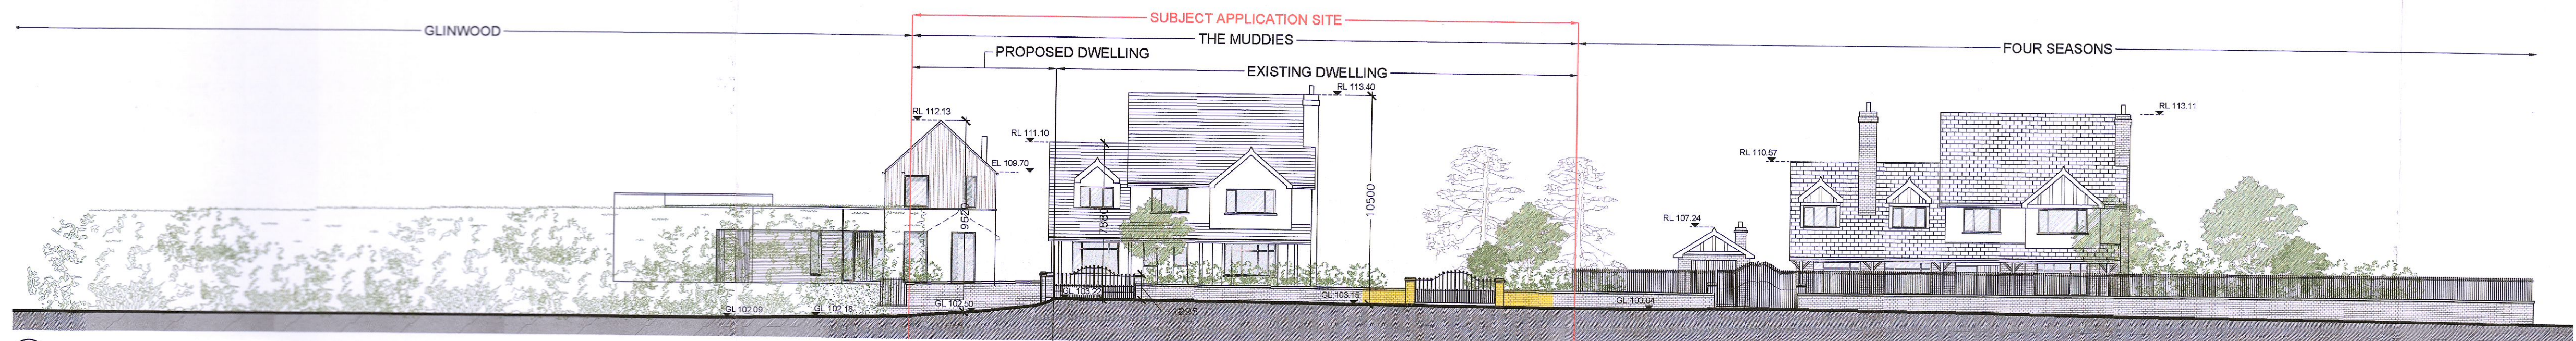 SUBJECT APPLICATION SITE
GLINWOOD
THE MUDDIES
FOUR SEASONS
PROPOSED DWELLING
EXISTING DWELLING
RL 113.40
RL 112.13
RL 113.11
RL 111.10
RL 110.57
EL 109.70
9620
7880
10500
RL 107.24
GL 103.22
GL 103.15
GL 103.04
GL 102.50
GL 102.09
GL 102.18
1295